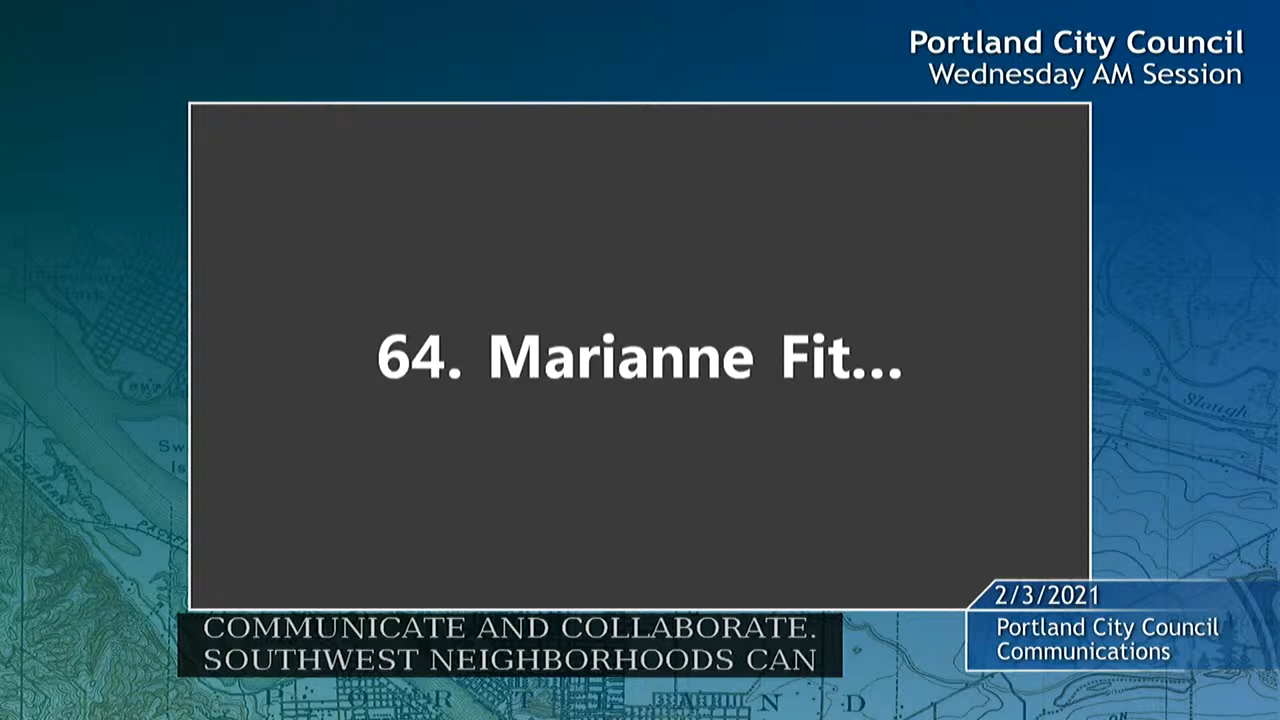 Portland City Council
Wednesday AM Session
64. Marianne Fit...
Slough
2/3/2021
Portland City Council
Communications
COMMUNICATE AND COLLABORATE.
SOUTHWEST NEIGHBORHOODS CAN